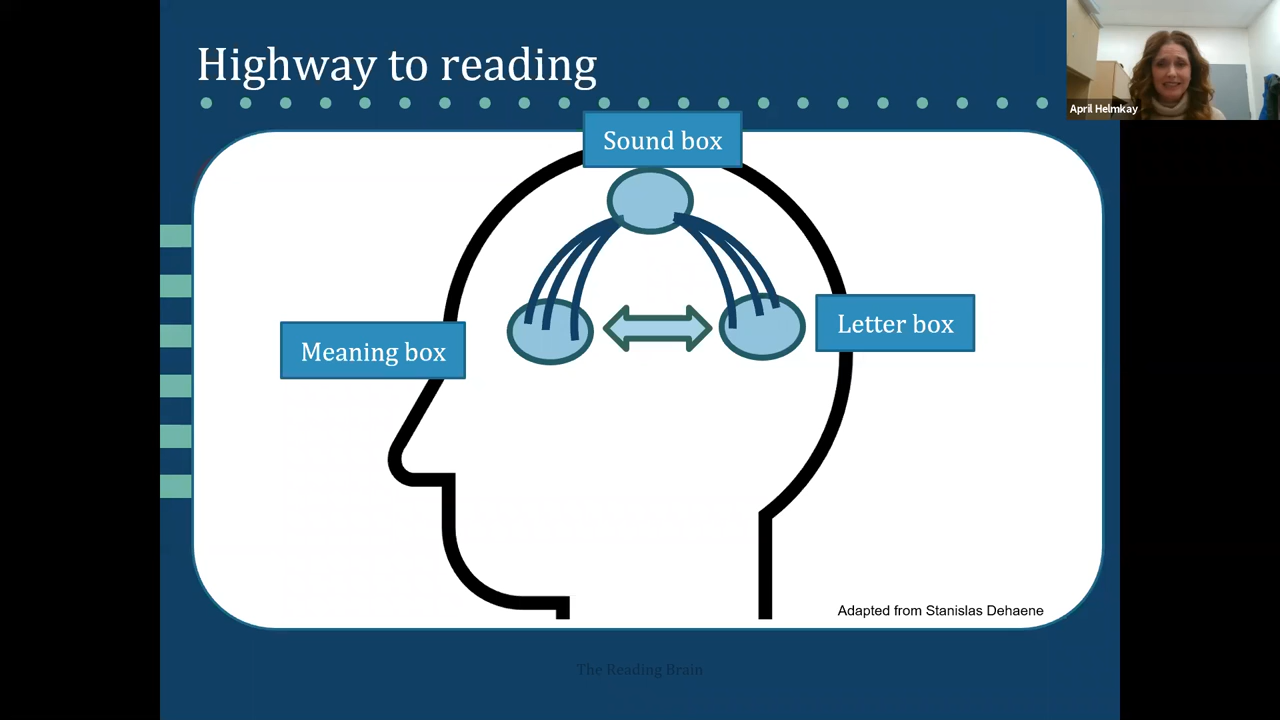 Highway to reading
April Helmkay
Sound box
Letter box
Meaning box
Adapted from Stanislas Dehaene
The Reading Brain